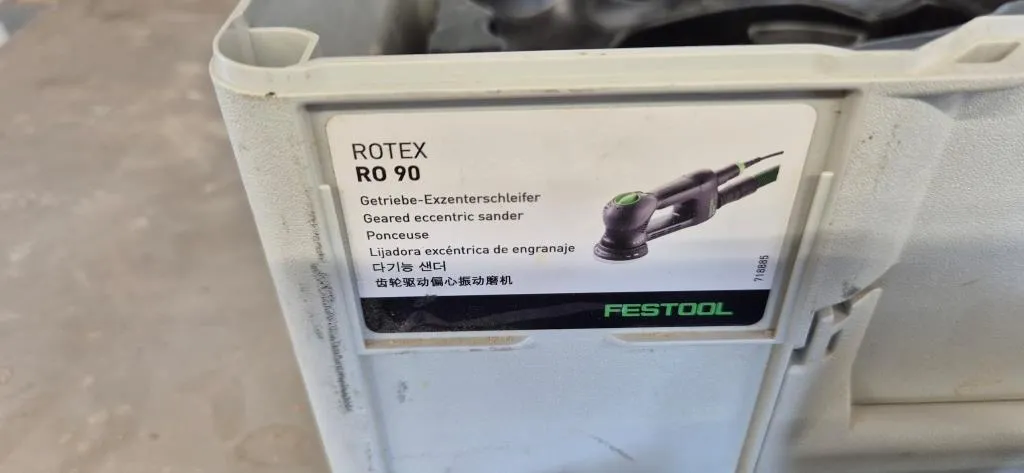 ROTEX
RO 90
Getriebe-Exzenterschleifer
Geared eccentric sander
Ponceuse
Lijadora excéntrica de engranaje
다기능 샌더
齿轮驱动偏心振动磨机
718885
FESTOOL